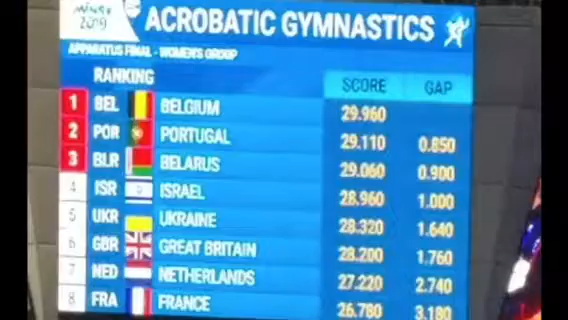 MINSK
2019
ACROBATIC GYMNASTICS
APPARATUS FINAL - WOMEN'S GROUP
RANKING SCORE GAP
1 BEL BELGIUM 29.960
2 POR PORTUGAL 29.110 0.850
3 BLR BELARUS 29.060 0.900
4 ISR ISRAEL 28.960 1.000
5 UKR UKRAINE 28.320 1.640
6 GBR GREAT BRITAIN 28.200 1.760
7 NED NETHERLANDS 27.220 2.740
8 FRA FRANCE 26.780 3.180